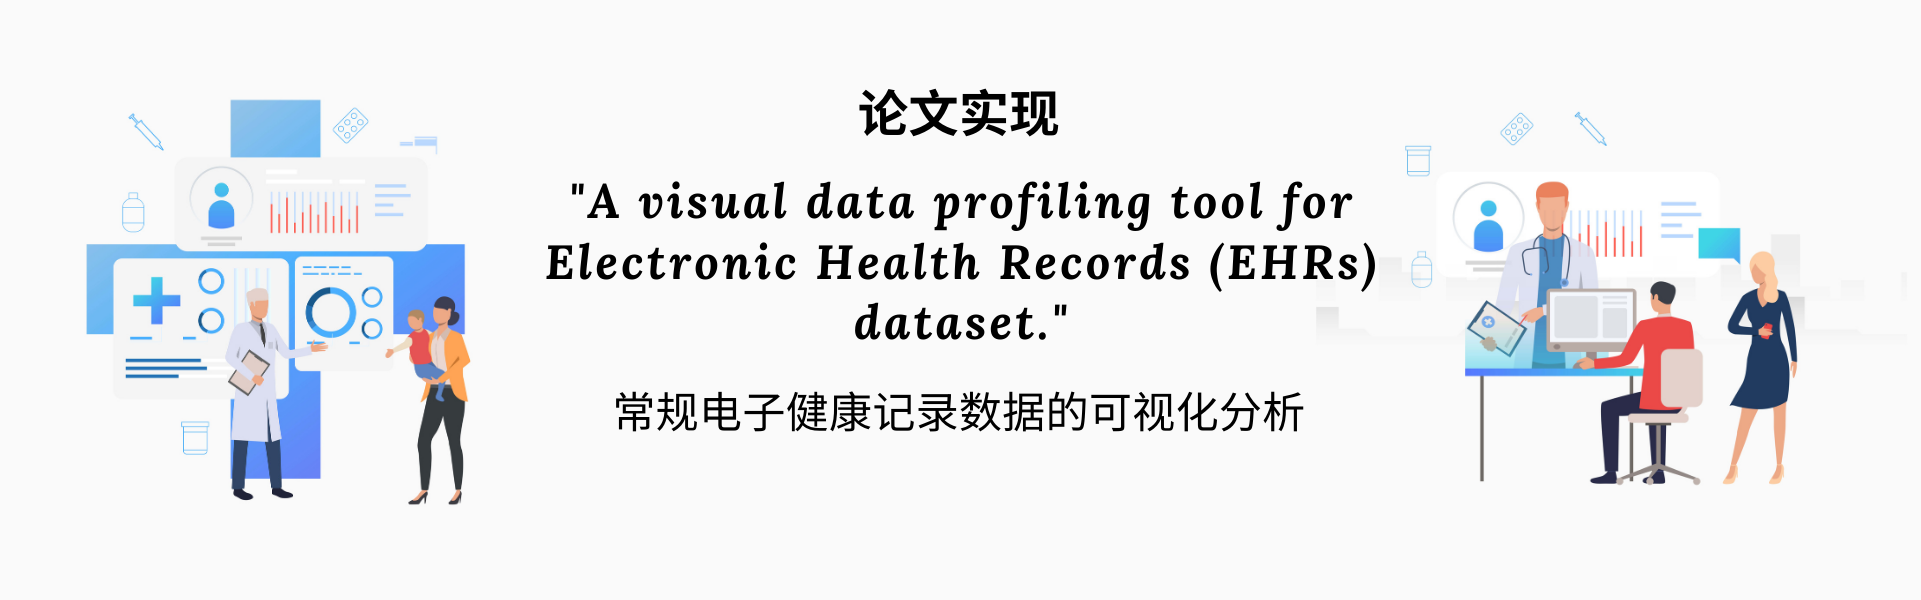 论文实现
"A visual data profiling tool for
Electronic Health Records (EHRs)
dataset."
常规电子健康记录数据的可视化分析